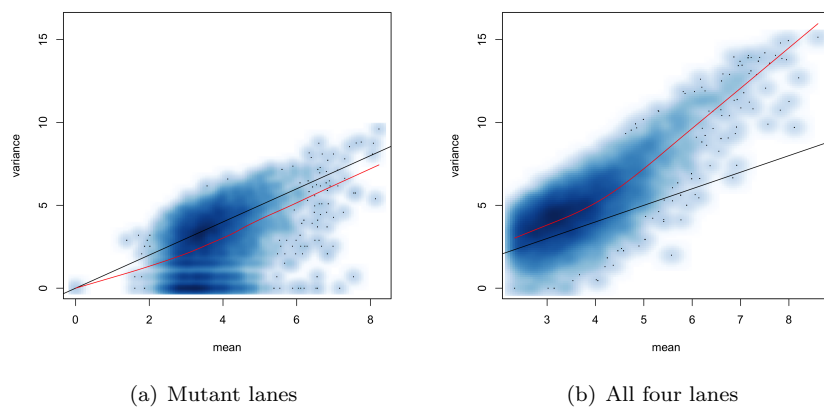 15
10
5
0
variance
0 2 4 6 8
mean
(a) Mutant lanes
15
10
5
0
variance
3 4 5 6 7 8
mean
(b) All four lanes